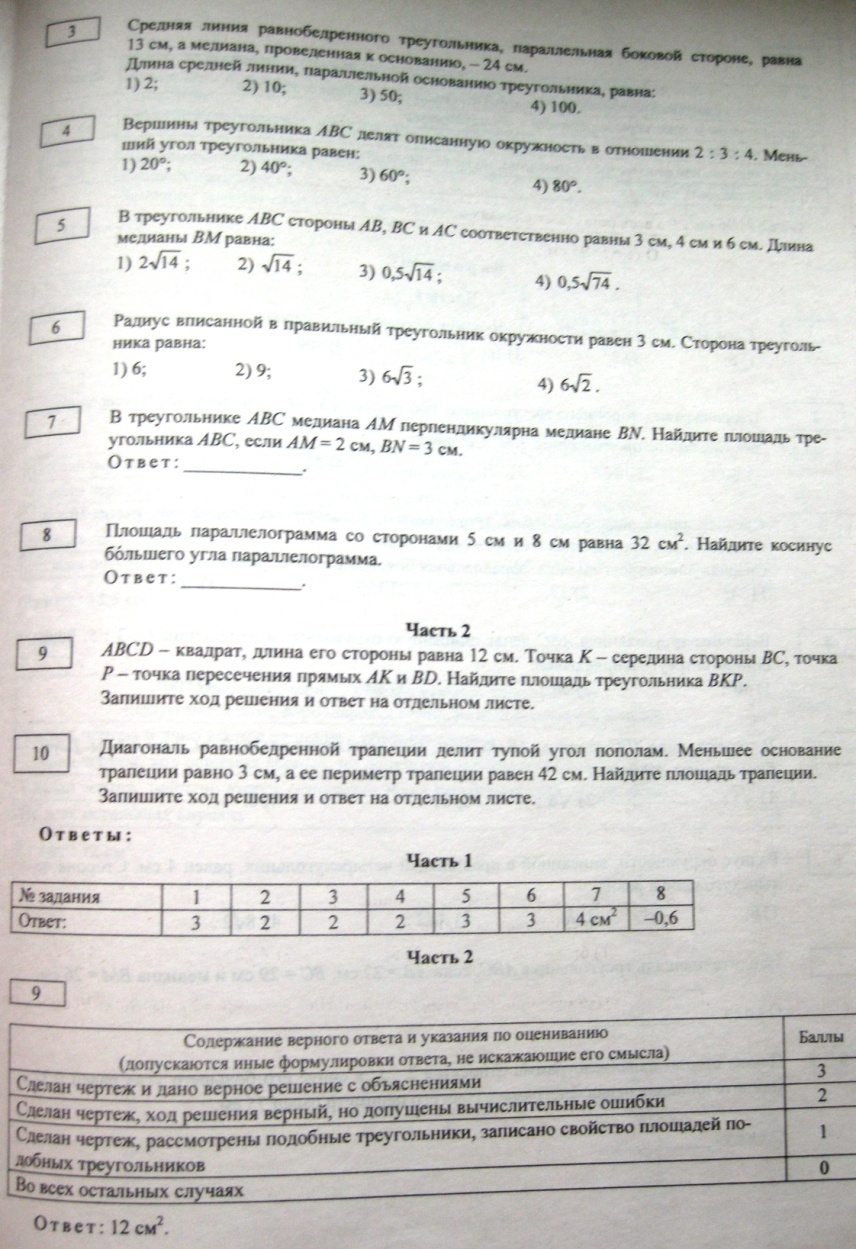 3
Средняя линия равнобедренного треугольника, параллельная боковой стороне, равна
13 см, а медиана, проведенная к основанию, – 24 см.
Длина средней линии, параллельной основанию треугольника, равна:
1) 2; 2) 10; 3) 50; 4) 100.
4
Вершины треугольника ABC делят описанную окружность в отношении 2 : 3 : 4. Мень-
ший угол треугольника равен:
1) 20°; 2) 40°; 3) 60°; 4) 80°.
5
В треугольнике ABC стороны AB, BC и AC соответственно равны 3 см, 4 см и 6 см. Длина
медианы BM равна:
1) 2√14 ; 2) √14 ; 3) 0,5√14 ; 4) 0,5√74 .
6
Радиус вписанной в правильный треугольник окружности равен 3 см. Сторона треуголь-
ника равна:
1) 6; 2) 9; 3) 6√3 ; 4) 6√2 .
7
В треугольнике ABC медиана AM перпендикулярна медиане BN. Найдите площадь тре-
угольника ABC, если AM = 2 см, BN = 3 см.
Ответ: ____________.
8
Площадь параллелограмма со сторонами 5 см и 8 см равна 32 см². Найдите косинус
бо́льшего угла параллелограмма.
Ответ: ____________.
Часть 2
9
ABCD – квадрат, длина его стороны равна 12 см. Точка K – середина стороны BC, точка
P – точка пересечения прямых AK и BD. Найдите площадь треугольника BKP.
Запишите ход решения и ответ на отдельном листе.
10
Диагональ равнобедренной трапеции делит тупой угол пополам. Меньшее основание
трапеции равно 3 см, а ее периметр трапеции равен 42 см. Найдите площадь трапеции.
Запишите ход решения и ответ на отдельном листе.
Ответы:
Часть 1
№ задания 1 2 3 4 5 6 7 8
Ответ: 3 2 2 2 3 3 4 см² –0,6
Часть 2
9
Содержание верного ответа и указания по оцениванию Баллы
(допускаются иные формулировки ответа, не искажающие его смысла)
Сделан чертеж и дано верное решение с объяснениями 3
Сделан чертеж, ход решения верный, но допущены вычислительные ошибки 2
Сделан чертеж, рассмотрены подобные треугольники, записано свойство площадей по- 1
добных треугольников
Во всех остальных случаях 0
Ответ: 12 см².